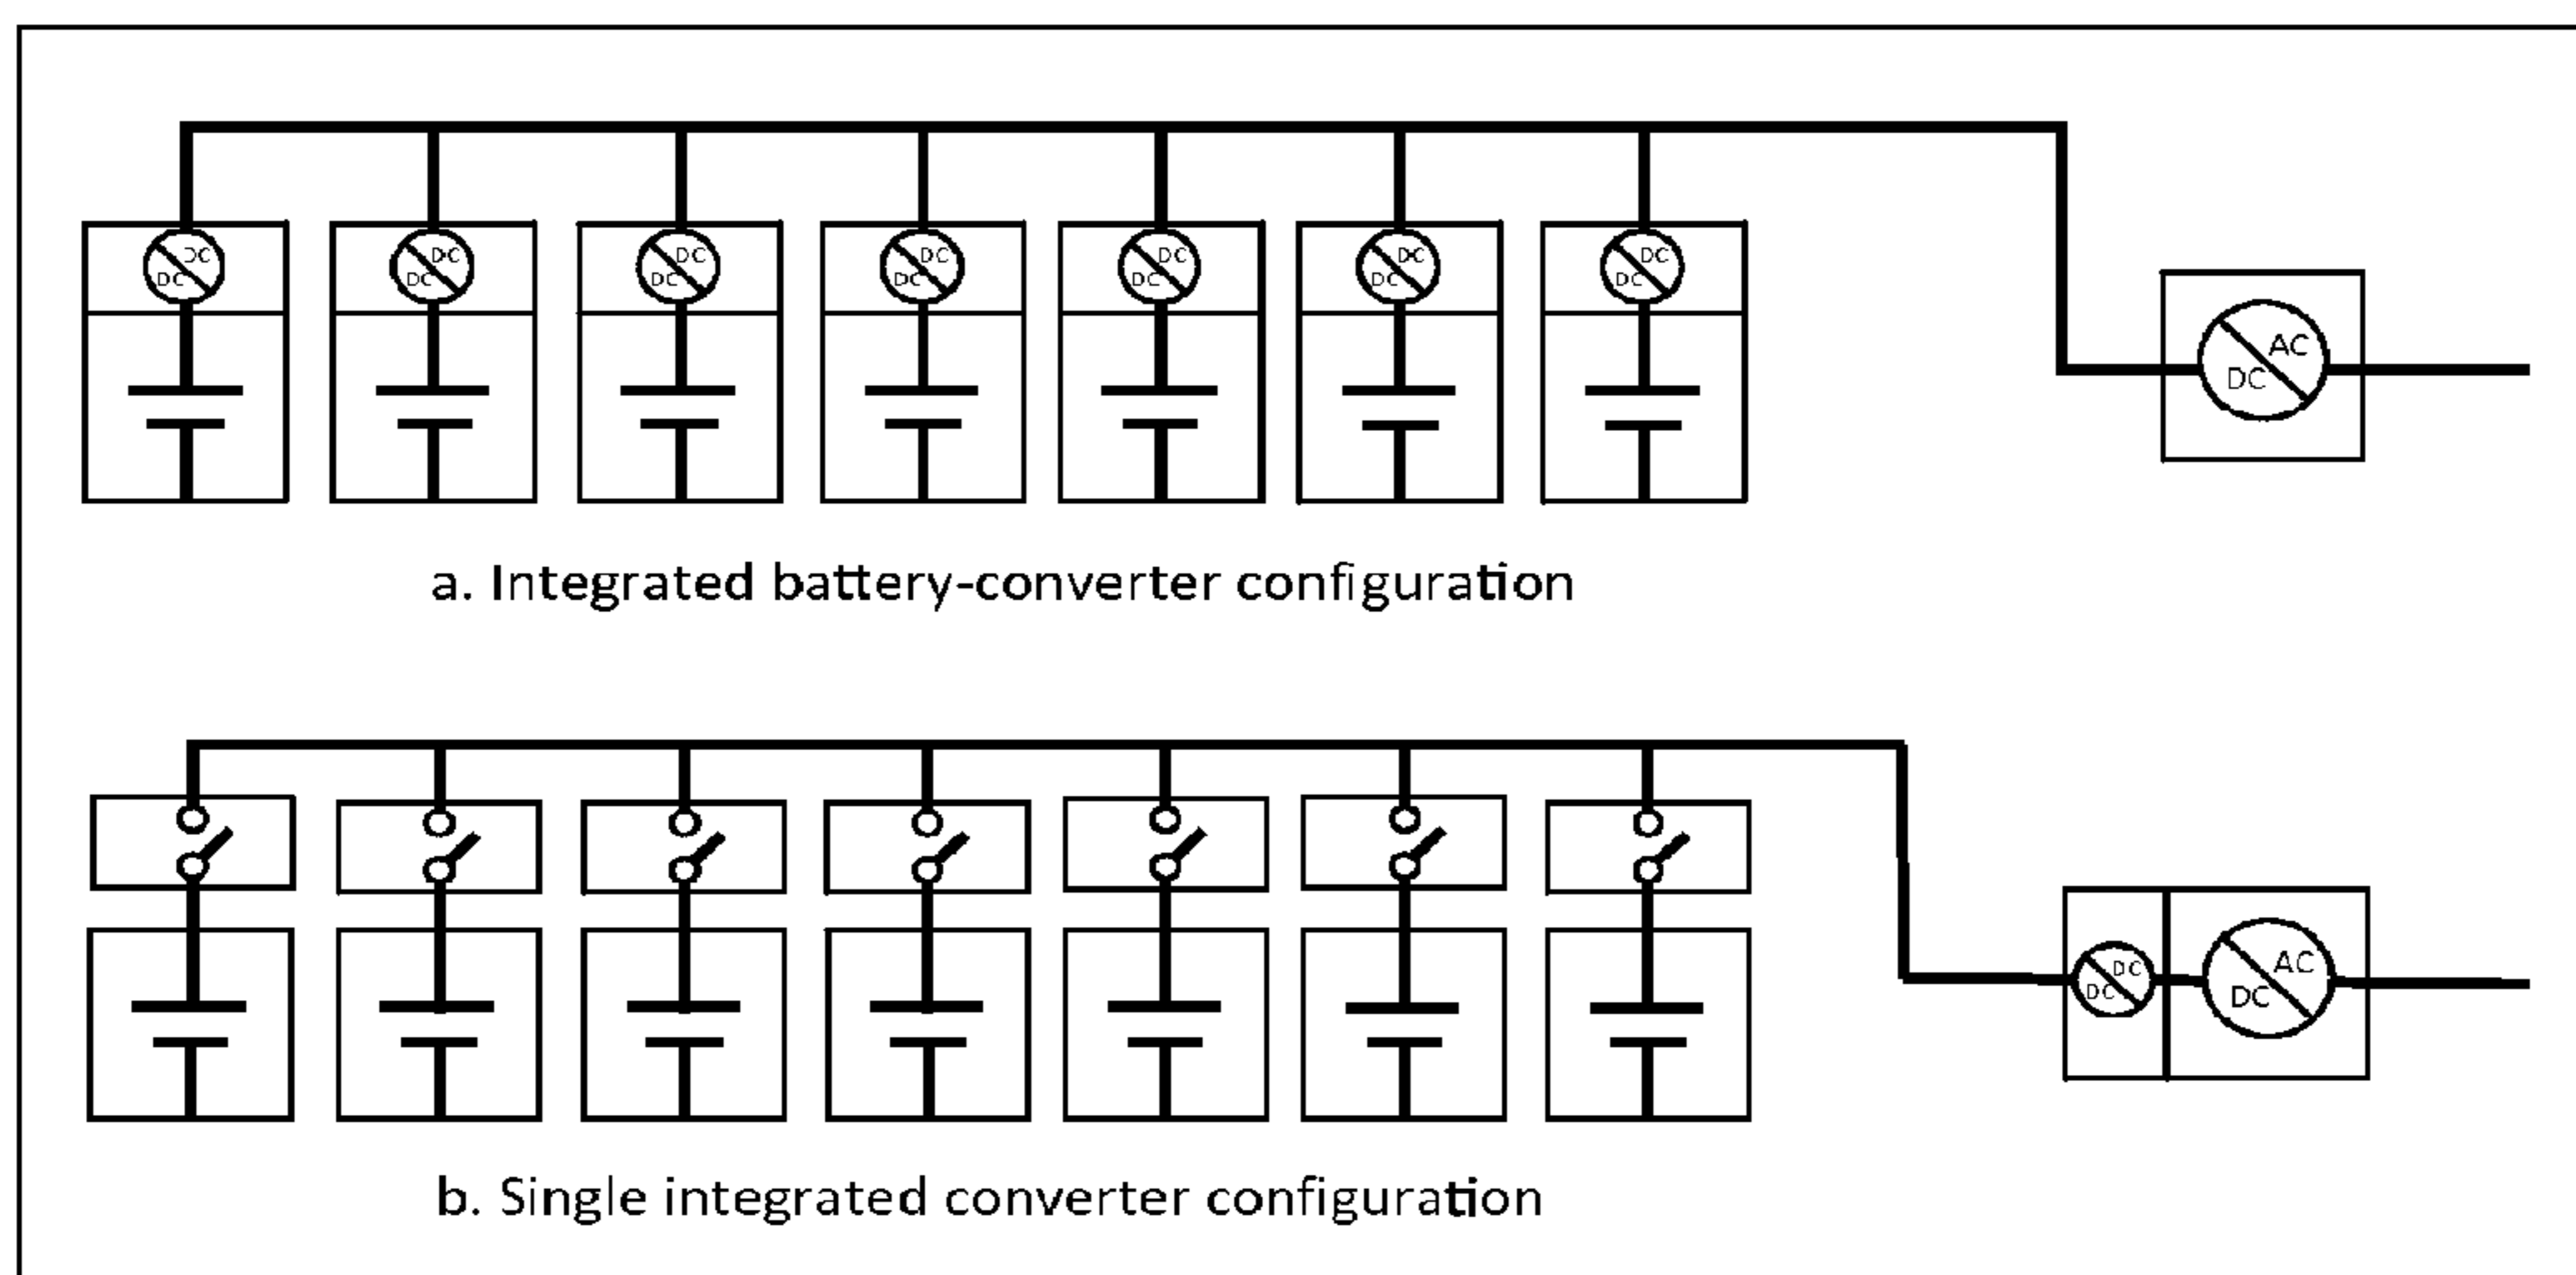 DC DC DC DC DC DC DC
DC DC DC DC DC DC DC
AC
DC
a. Integrated battery-converter configuration
DC AC
DC DC
b. Single integrated converter configuration